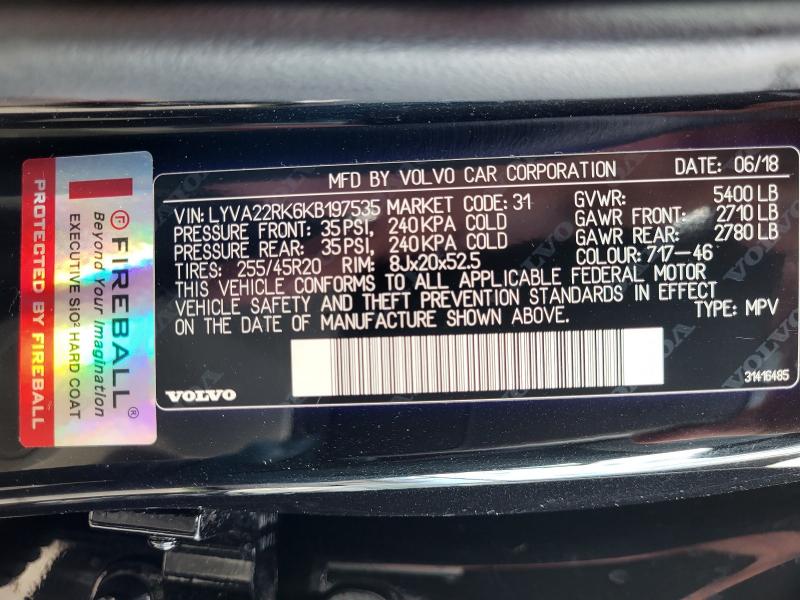 MFD BY VOLVO CAR CORPORATION DATE: 06/18
VIN: LYVA22RK6KB197535 MARKET CODE: 31 GVWR: 5400 LB
PRESSURE FRONT: 35 PSI, 240 KPA COLD GAWR FRONT: 2710 LB
PRESSURE REAR: 35 PSI, 240 KPA COLD GAWR REAR: 2780 LB
TIRES: 255/45R20 RIM: 8Jx20x52.5 COLOUR: 717-46
THIS VEHICLE CONFORMS TO ALL APPLICABLE FEDERAL MOTOR
VEHICLE SAFETY AND THEFT PREVENTION STANDARDS IN EFFECT
ON THE DATE OF MANUFACTURE SHOWN ABOVE. TYPE: MPV
VOLVO
31416485
PROTECTED BY FIREBALL
FIREBALL®
Beyond Your Imagination
EXECUTIVE SIO² HARD COAT